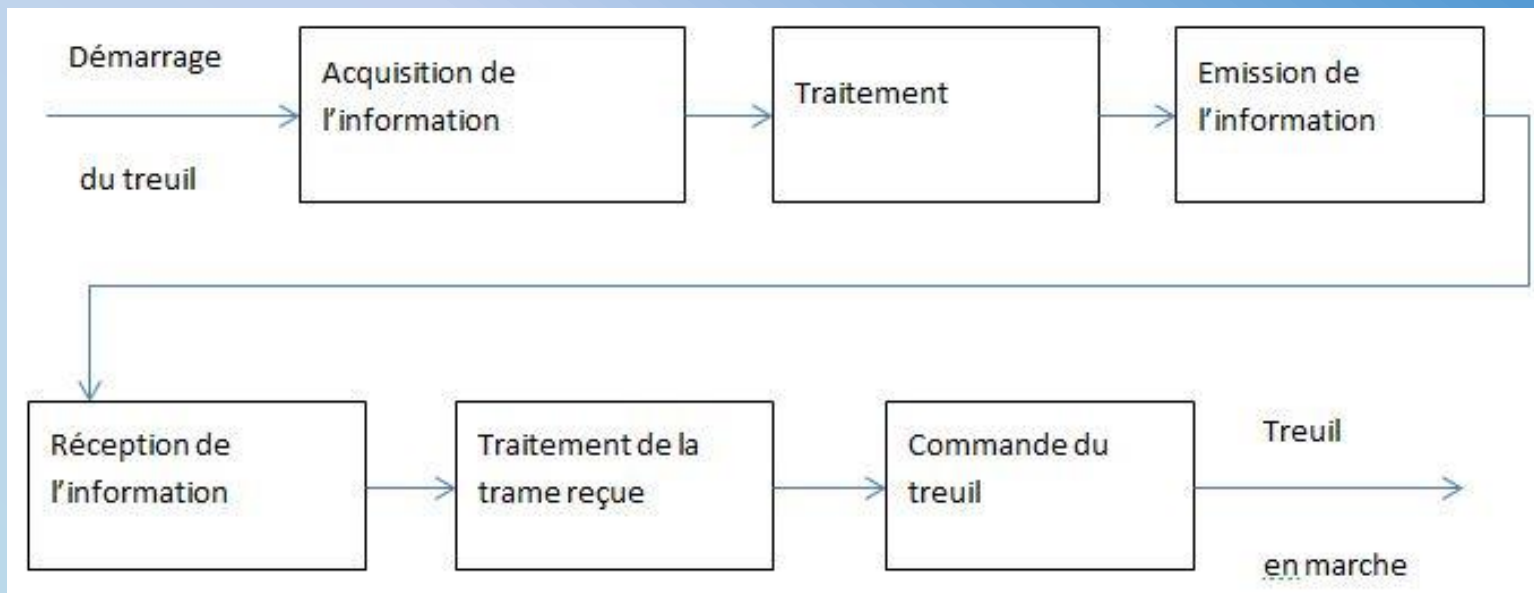 Démarrage
du treuil
Acquisition de
l'information
Traitement
Emission de
l'information
Réception de
l'information
Traitement de la
trame reçue
Commande du
treuil
Treuil
en marche